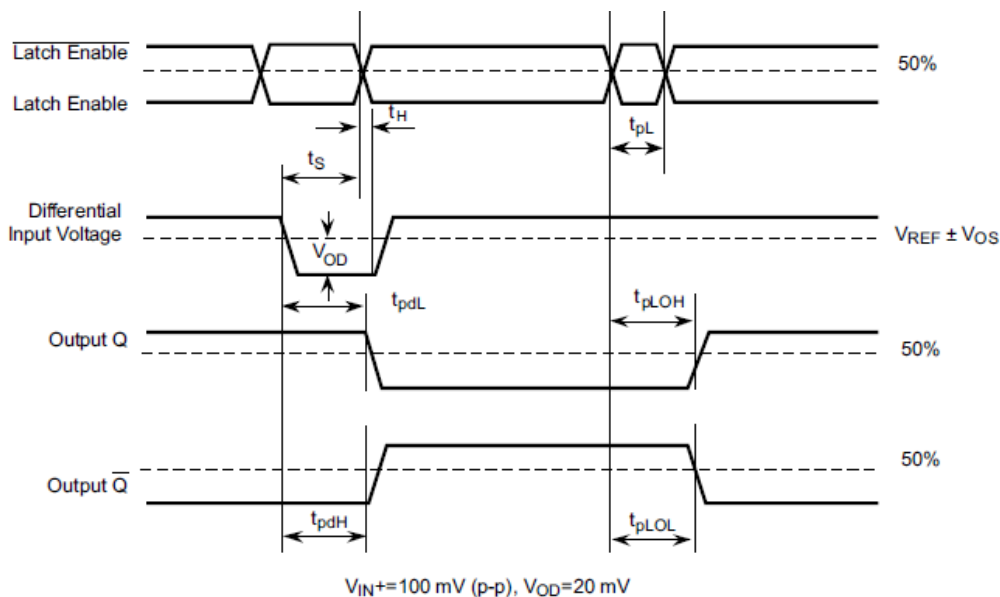 Latch Enable
50%
Latch Enable
tH
tpL
tS
Differential
Input Voltage
VOD
VREF ± VOS
tpdL
tpLOH
Output Q
50%
50%
Output Q̅
tpdH
tpLOL
VIN+=100 mV (p-p), VOD=20 mV